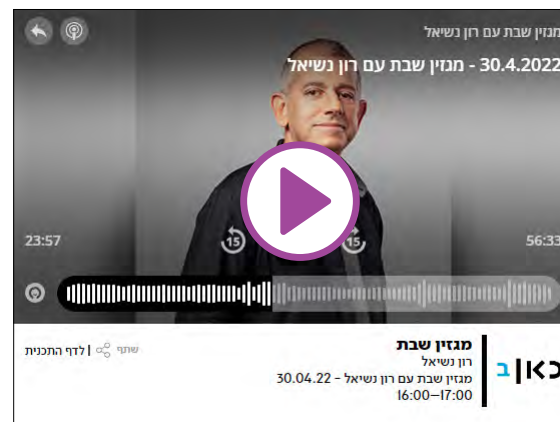 מגזין שבת עם רון נשיאל
30.4.2022 - מגזין שבת עם רון נשיאל
23:57
15
15
56:33
מגזין שבת
רון נשיאל
מגזין שבת עם רון נשיאל - 30.04.22
16:00–17:00
שתף | לדף התכנית
כאן ב